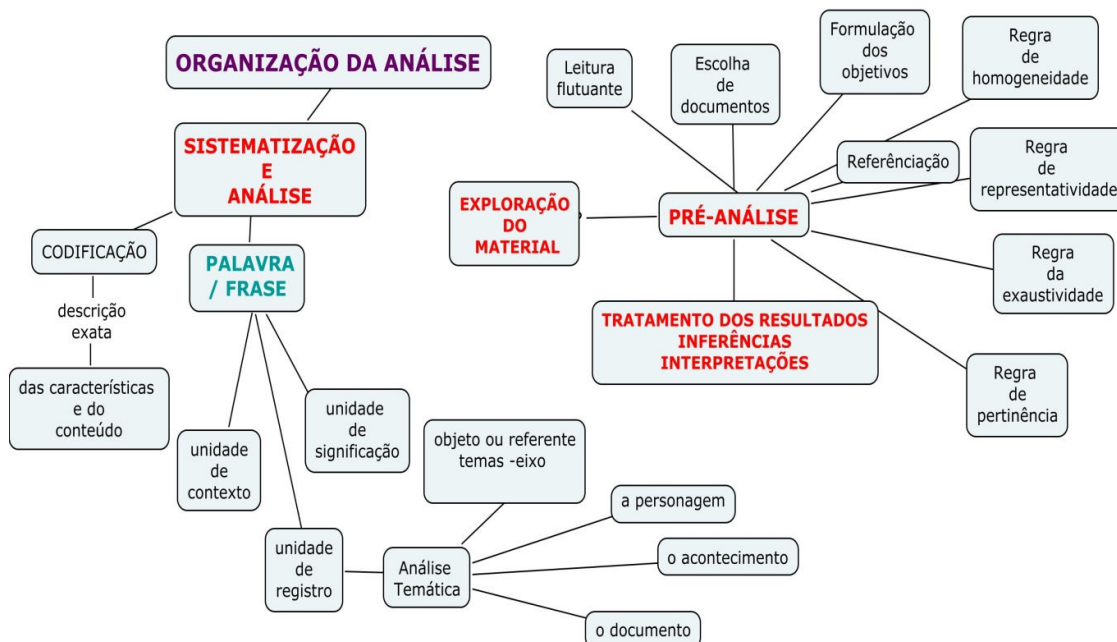 ORGANIZAÇÃO DA ANÁLISE
SISTEMATIZAÇÃO
E
ANÁLISE
CODIFICAÇÃO
descrição
exata
das características
e do
conteúdo
PALAVRA
/ FRASE
unidade
de
contexto
unidade
de
significação
unidade
de
registro
Análise
Temática
objeto ou referente
temas -eixo
a personagem
o acontecimento
o documento
Leitura
flutuante
Escolha
de
documentos
Formulação
dos
objetivos
Regra
de
homogeneidade
Referênciação
Regra
de
representatividade
EXPLORAÇÃO
DO
MATERIAL
PRÉ-ANÁLISE
Regra
da
exaustividade
TRATAMENTO DOS RESULTADOS
INFERÊNCIAS
INTERPRETAÇÕES
Regra
de
pertinência